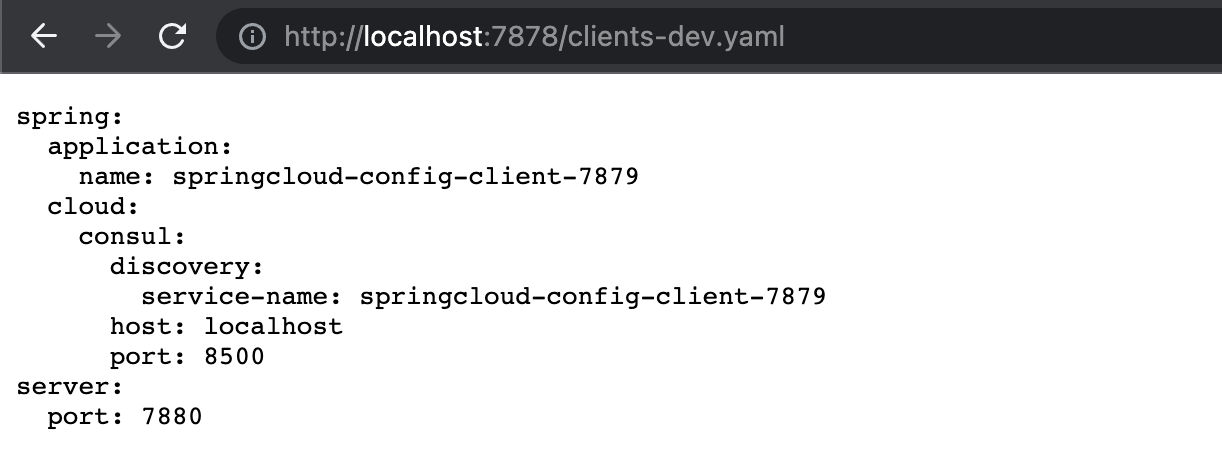 http://localhost:7878/clients-dev.yaml
spring:
  application:
    name: springcloud-config-client-7879
  cloud:
    consul:
      discovery:
        service-name: springcloud-config-client-7879
      host: localhost
      port: 8500
server:
  port: 7880